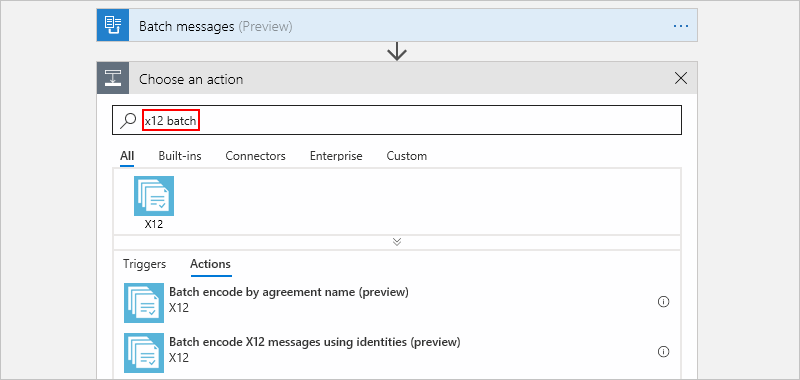 Batch messages (Preview)
Choose an action
x12 batch
All Built-ins Connectors Enterprise Custom
X12
Triggers Actions
Batch encode by agreement name (preview)
X12
Batch encode X12 messages using identities (preview)
X12